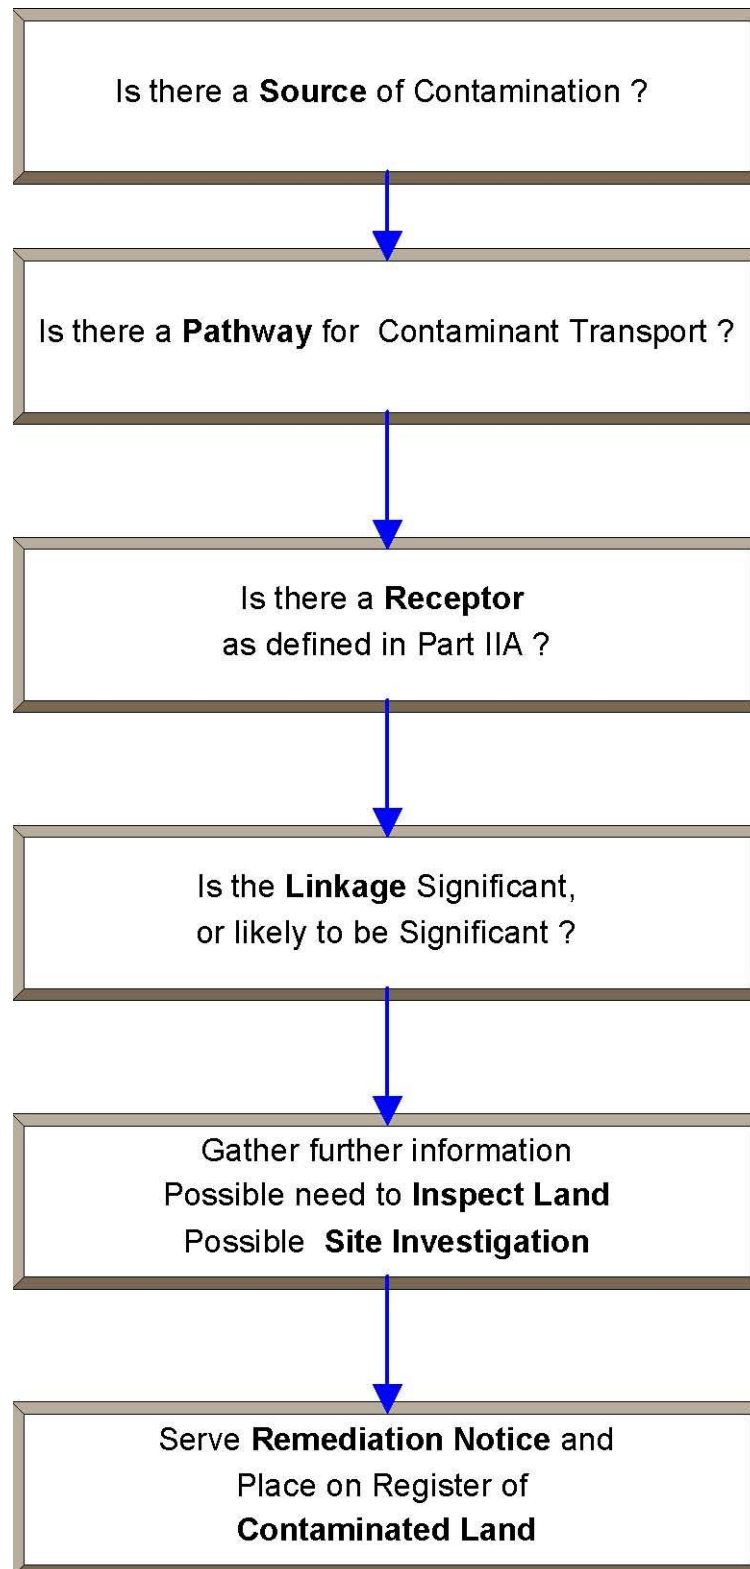 Is there a Source of Contamination ?
Is there a Pathway for Contaminant Transport ?
Is there a Receptor
as defined in Part IIA ?
Is the Linkage Significant,
or likely to be Significant ?
Gather further information
Possible need to Inspect Land
Possible Site Investigation
Serve Remediation Notice and
Place on Register of
Contaminated Land